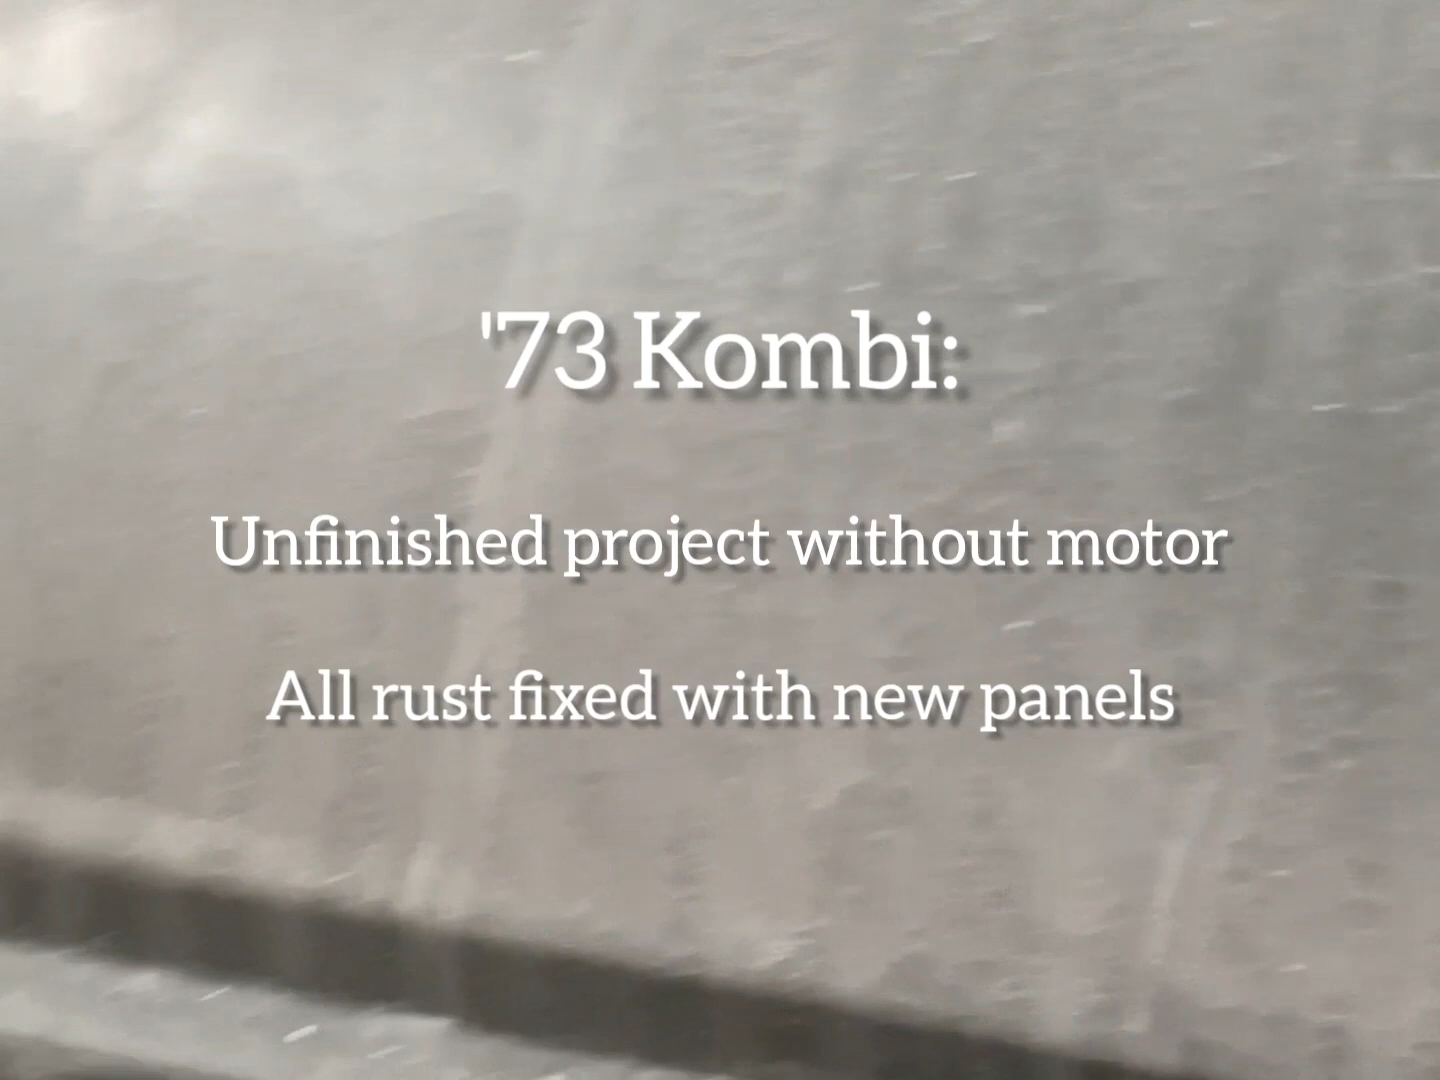 '73 Kombi:
Unfinished project without motor
All rust fixed with new panels